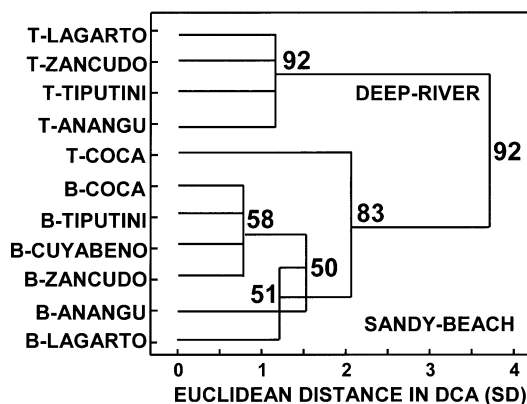 T-LAGARTO
T-ZANCUDO
T-TIPUTINI
T-ANANGU
T-COCA
B-COCA
B-TIPUTINI
B-CUYABENO
B-ZANCUDO
B-ANANGU
B-LAGARTO
92
DEEP-RIVER
92
83
58
50
51
SANDY-BEACH
0 1 2 3 4
EUCLIDEAN DISTANCE IN DCA (SD)